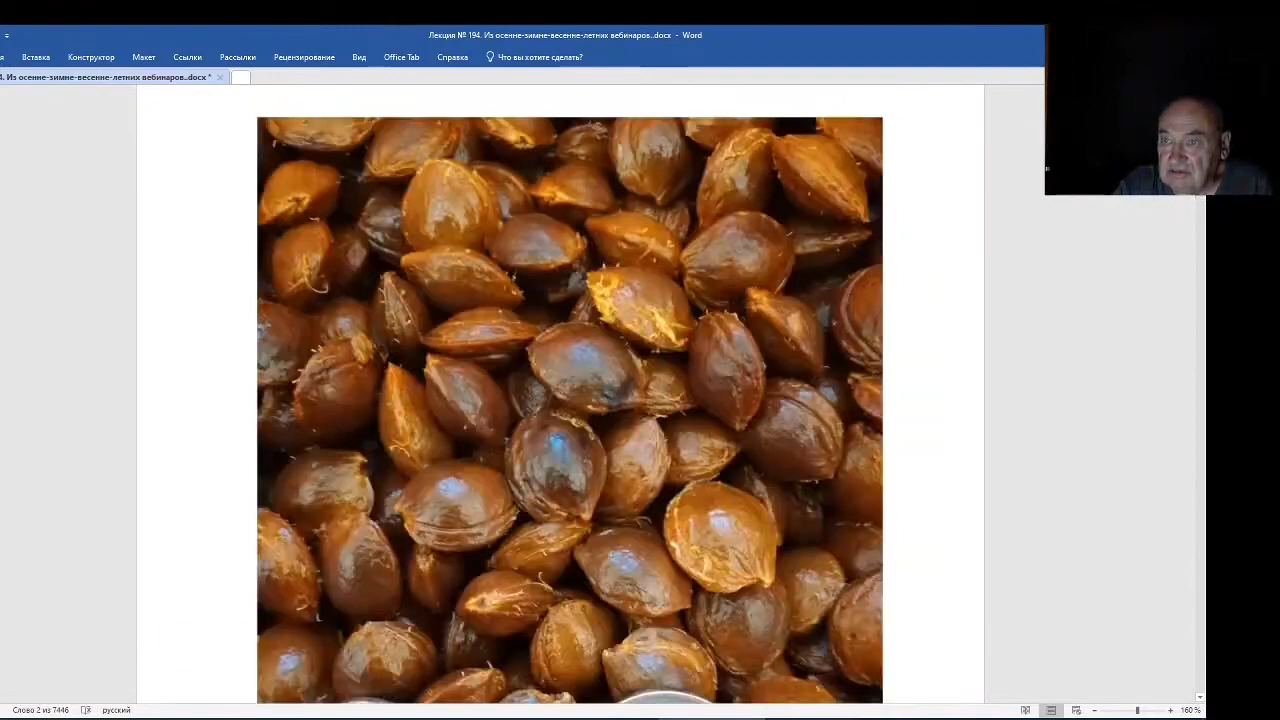 Лекция № 194. Из осенне-зимне-весенне-летних вебинаров..docx - Word
я Вставка Конструктор Макет Ссылки Рассылки Рецензирование Вид Office Tab Справка Что вы хотите сделать?
4. Из осенне-зимне-весенне-летних вебинаров..docx *
Слово 2 из 7446 русский 160 %